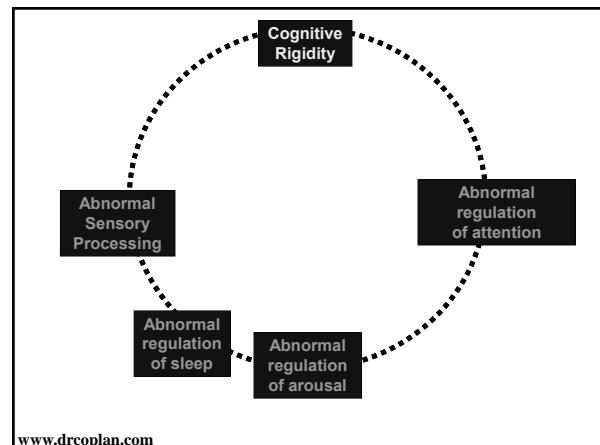 Cognitive
Rigidity
Abnormal
Sensory
Processing
Abnormal
regulation
of attention
Abnormal
regulation
of sleep
Abnormal
regulation
of arousal
www.drcoplan.com